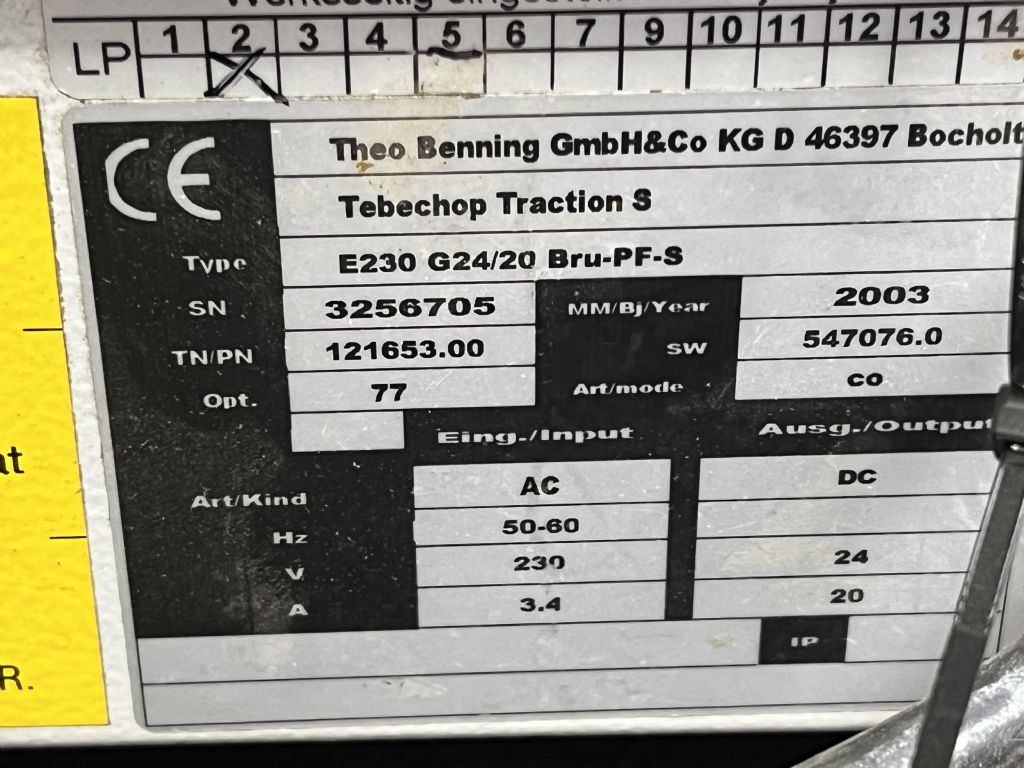 LP 1 2 3 4 5 6 7 9 10 11 12 13 14
CE
Theo Benning GmbH&Co KG D 46397 Bocholt
Tebechop Traction S
Type E230 G24/20 Bru-PF-S
SN 3256705 MM/Bj/Year 2003
TN/PN 121653.00 SW 547076.0
Opt. 77 Art/mode co
Eing./Input Ausg./Output
Art/Kind AC DC
Hz 50-60
V 230 24
A 3.4 20
IP
at
R.